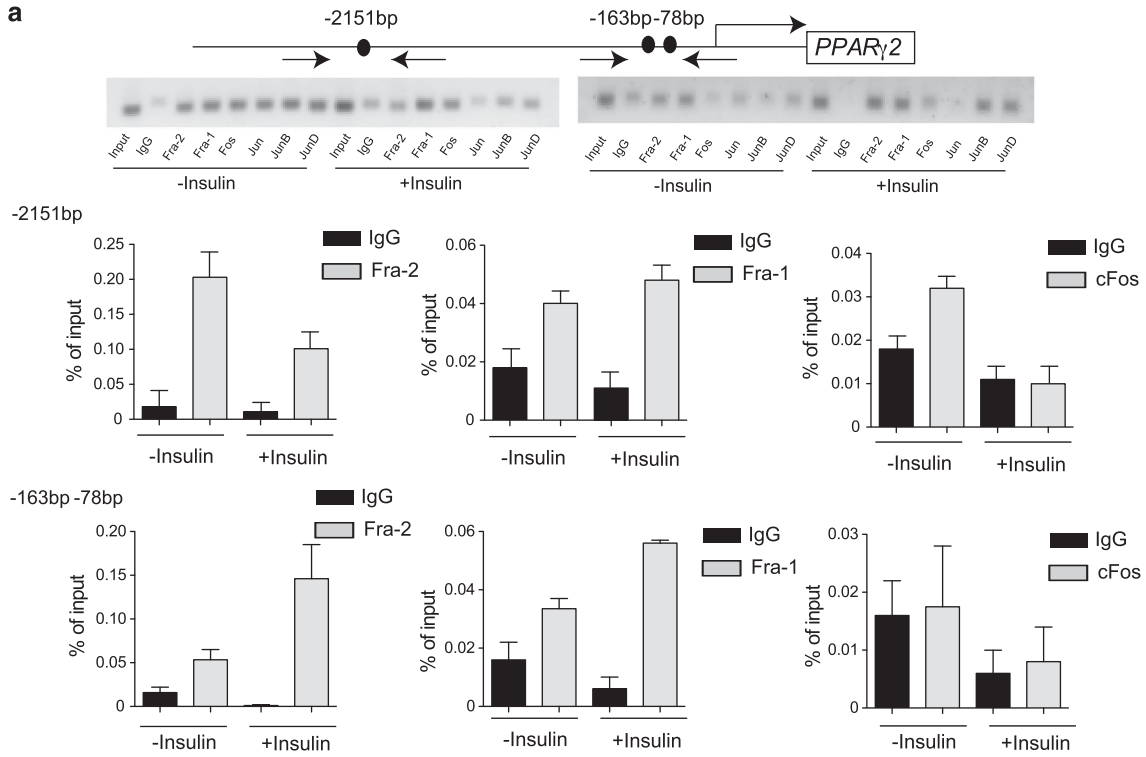 a
-2151bp
-163bp -78bp
PPARγ2
Input IgG Fra-2 Fra-1 Fos Jun JunB JunD Input IgG Fra-2 Fra-1 Fos Jun JunB JunD
Input IgG Fra-2 Fra-1 Fos Jun JunB JunD Input IgG Fra-2 Fra-1 Fos Jun JunB JunD
-Insulin +Insulin -Insulin +Insulin
-2151bp
% of input
0.25
0.20
0.15
0.10
0.05
0
IgG
Fra-2
-Insulin +Insulin
% of input
0.06
0.04
0.02
0
IgG
Fra-1
-Insulin +Insulin
% of input
0.04
0.03
0.02
0.01
0
IgG
cFos
-Insulin +Insulin
-163bp -78bp
% of input
0.20
0.15
0.10
0.05
0
IgG
Fra-2
-Insulin +Insulin
% of input
0.06
0.04
0.02
0
IgG
Fra-1
-Insulin +Insulin
% of input
0.03
0.02
0.01
0
IgG
cFos
-Insulin +Insulin